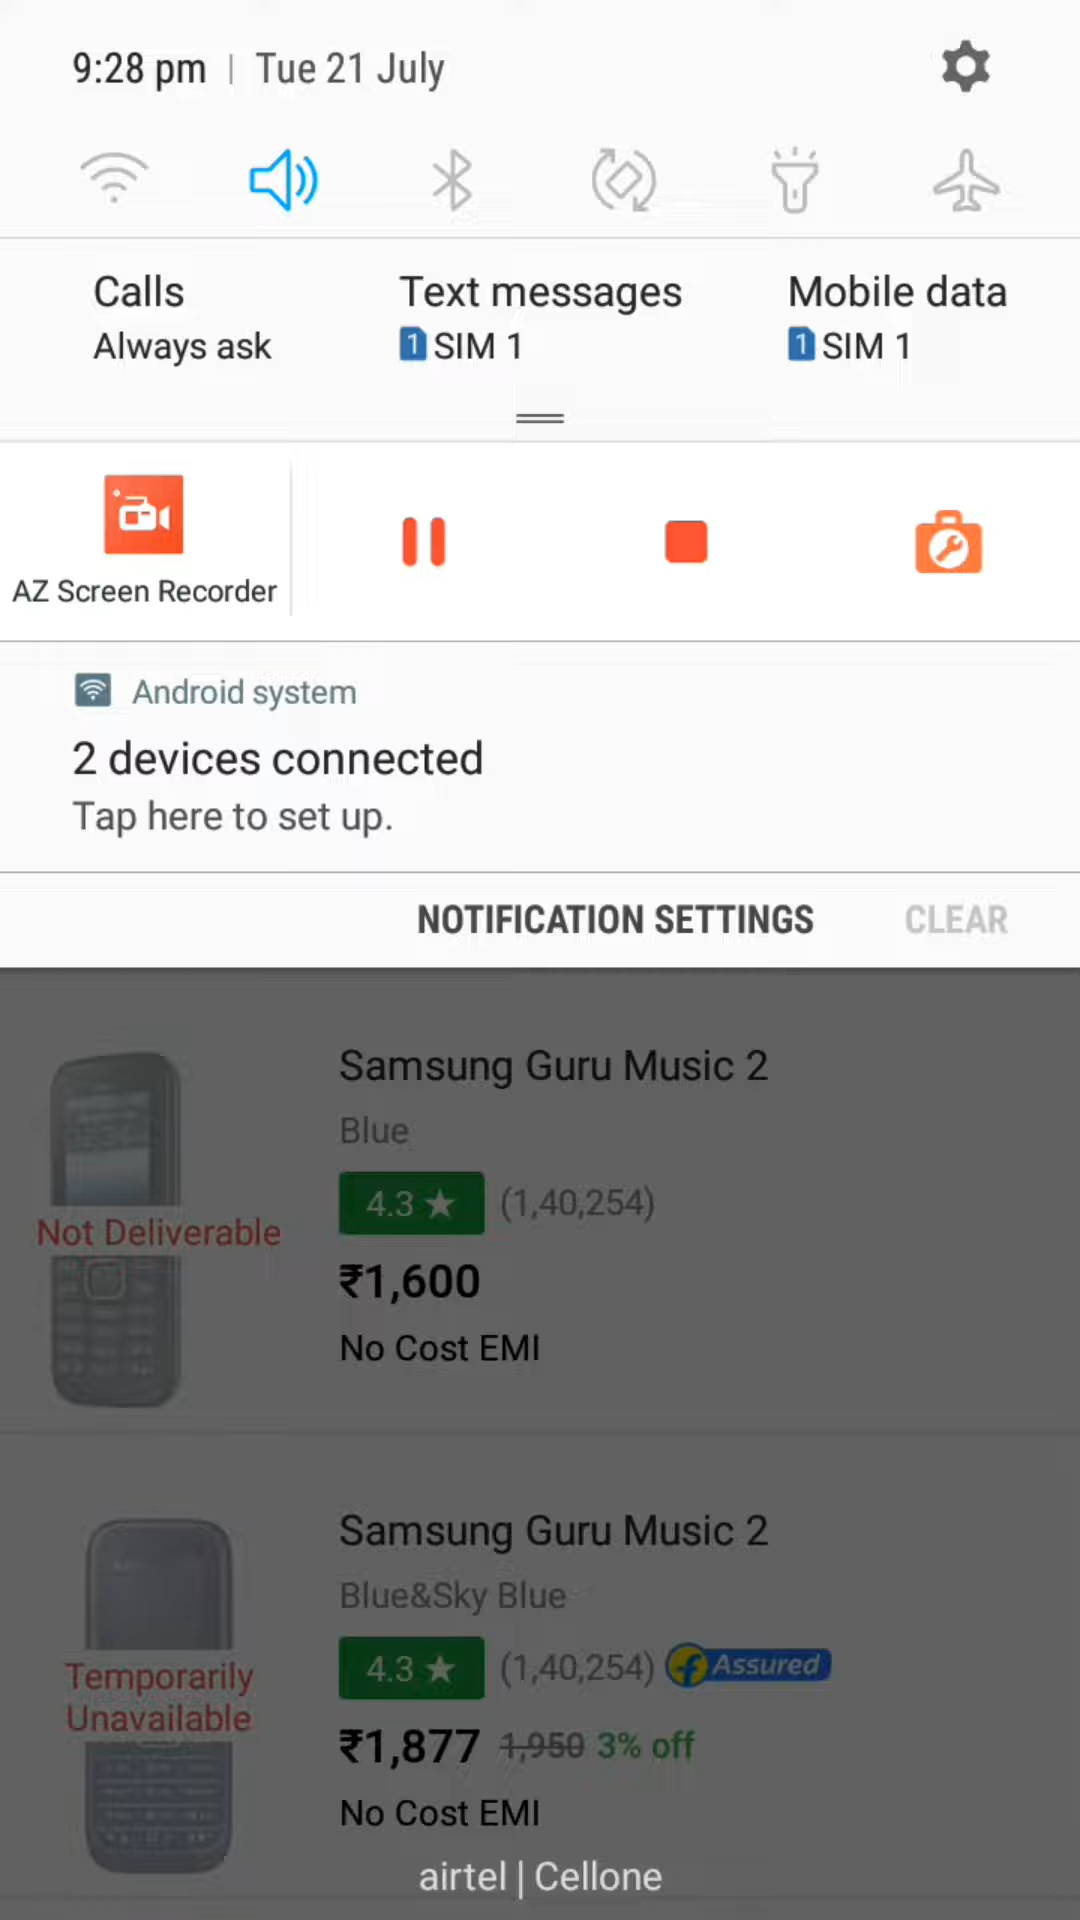 9:28 pm | Tue 21 July
Calls
Always ask
Text messages
1 SIM 1
Mobile data
1 SIM 1
AZ Screen Recorder
Android system
2 devices connected
Tap here to set up.
NOTIFICATION SETTINGS
CLEAR
Samsung Guru Music 2
Blue
4.3 ★ (1,40,254)
Not Deliverable
₹1,600
No Cost EMI
Samsung Guru Music 2
Blue&Sky Blue
4.3 ★ (1,40,254) f Assured
Temporarily
Unavailable
₹1,877 1,950 3% off
No Cost EMI
airtel | Cellone